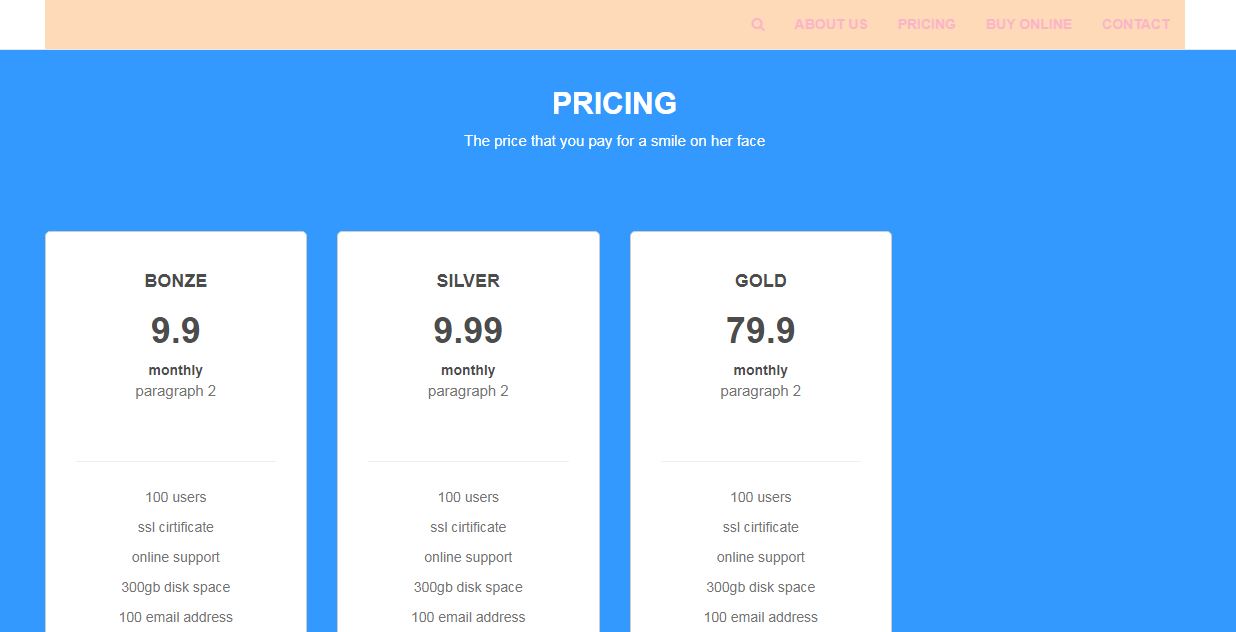 ABOUT US PRICING BUY ONLINE CONTACT
PRICING
The price that you pay for a smile on her face
BONZE
9.9
monthly
paragraph 2
100 users
ssl cirtificate
online support
300gb disk space
100 email address
SILVER
9.99
monthly
paragraph 2
100 users
ssl cirtificate
online support
300gb disk space
100 email address
GOLD
79.9
monthly
paragraph 2
100 users
ssl cirtificate
online support
300gb disk space
100 email address